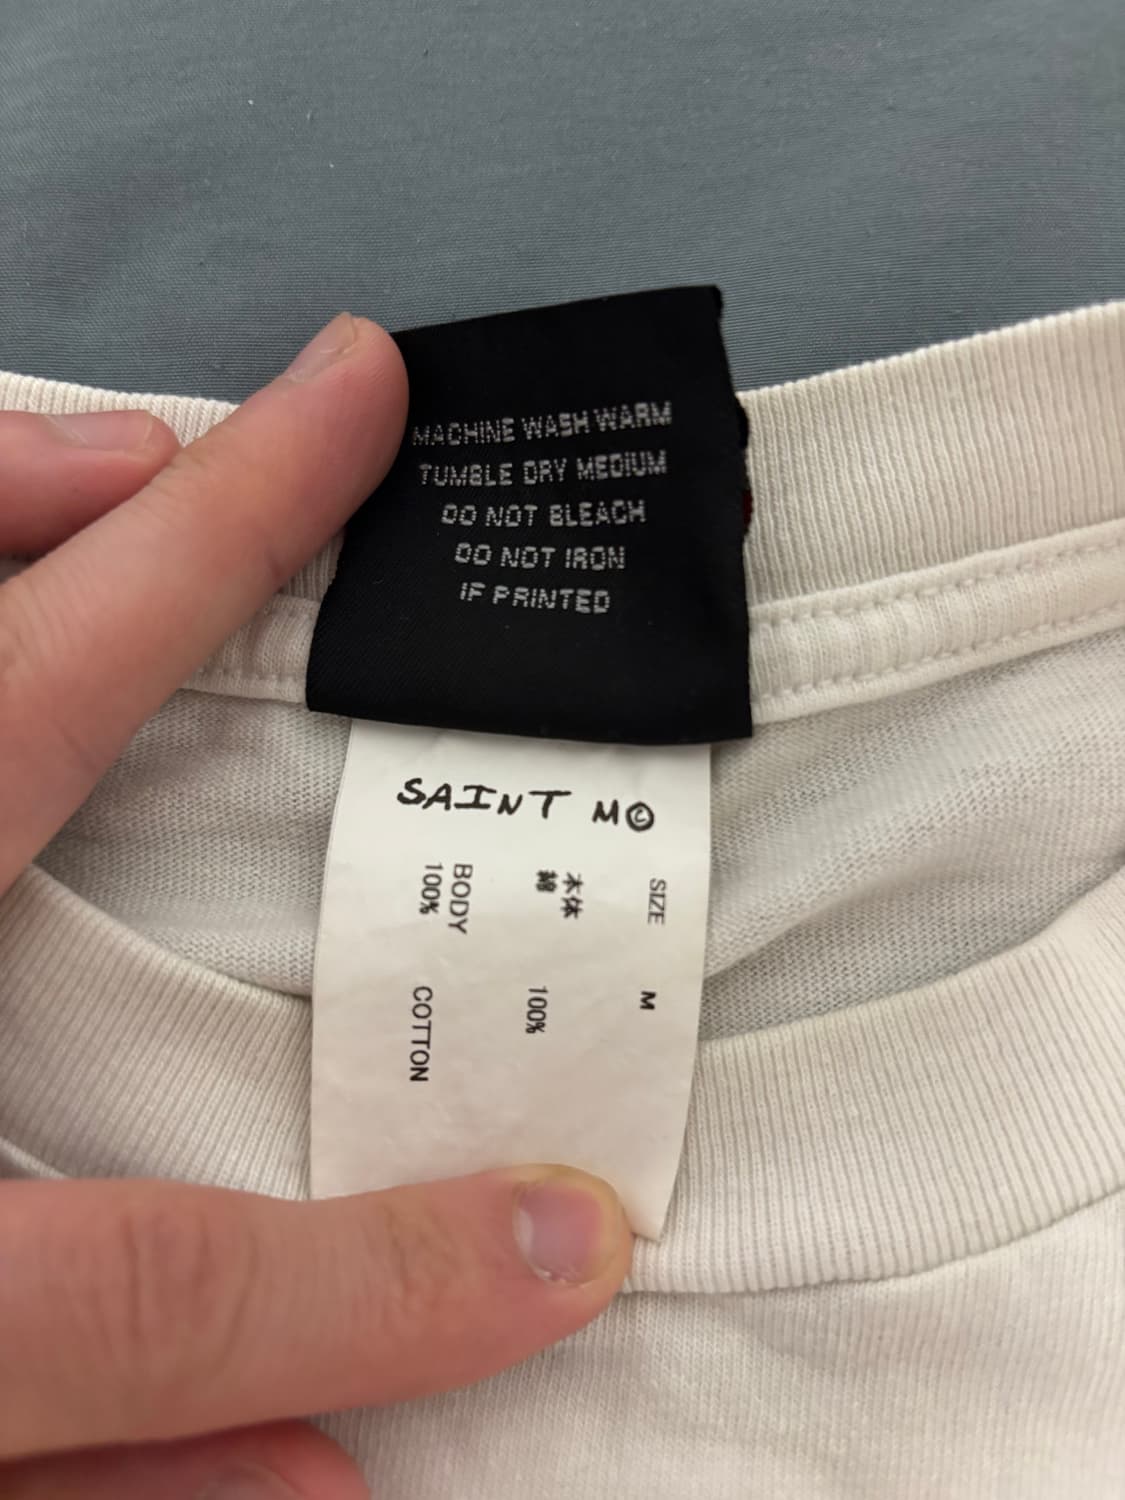 MACHINE WASH WARM
TUMBLE DRY MEDIUM
DO NOT BLEACH
DO NOT IRON
IF PRINTED
SAINT M©
SIZE M
本体
綿 100%
BODY
100% COTTON